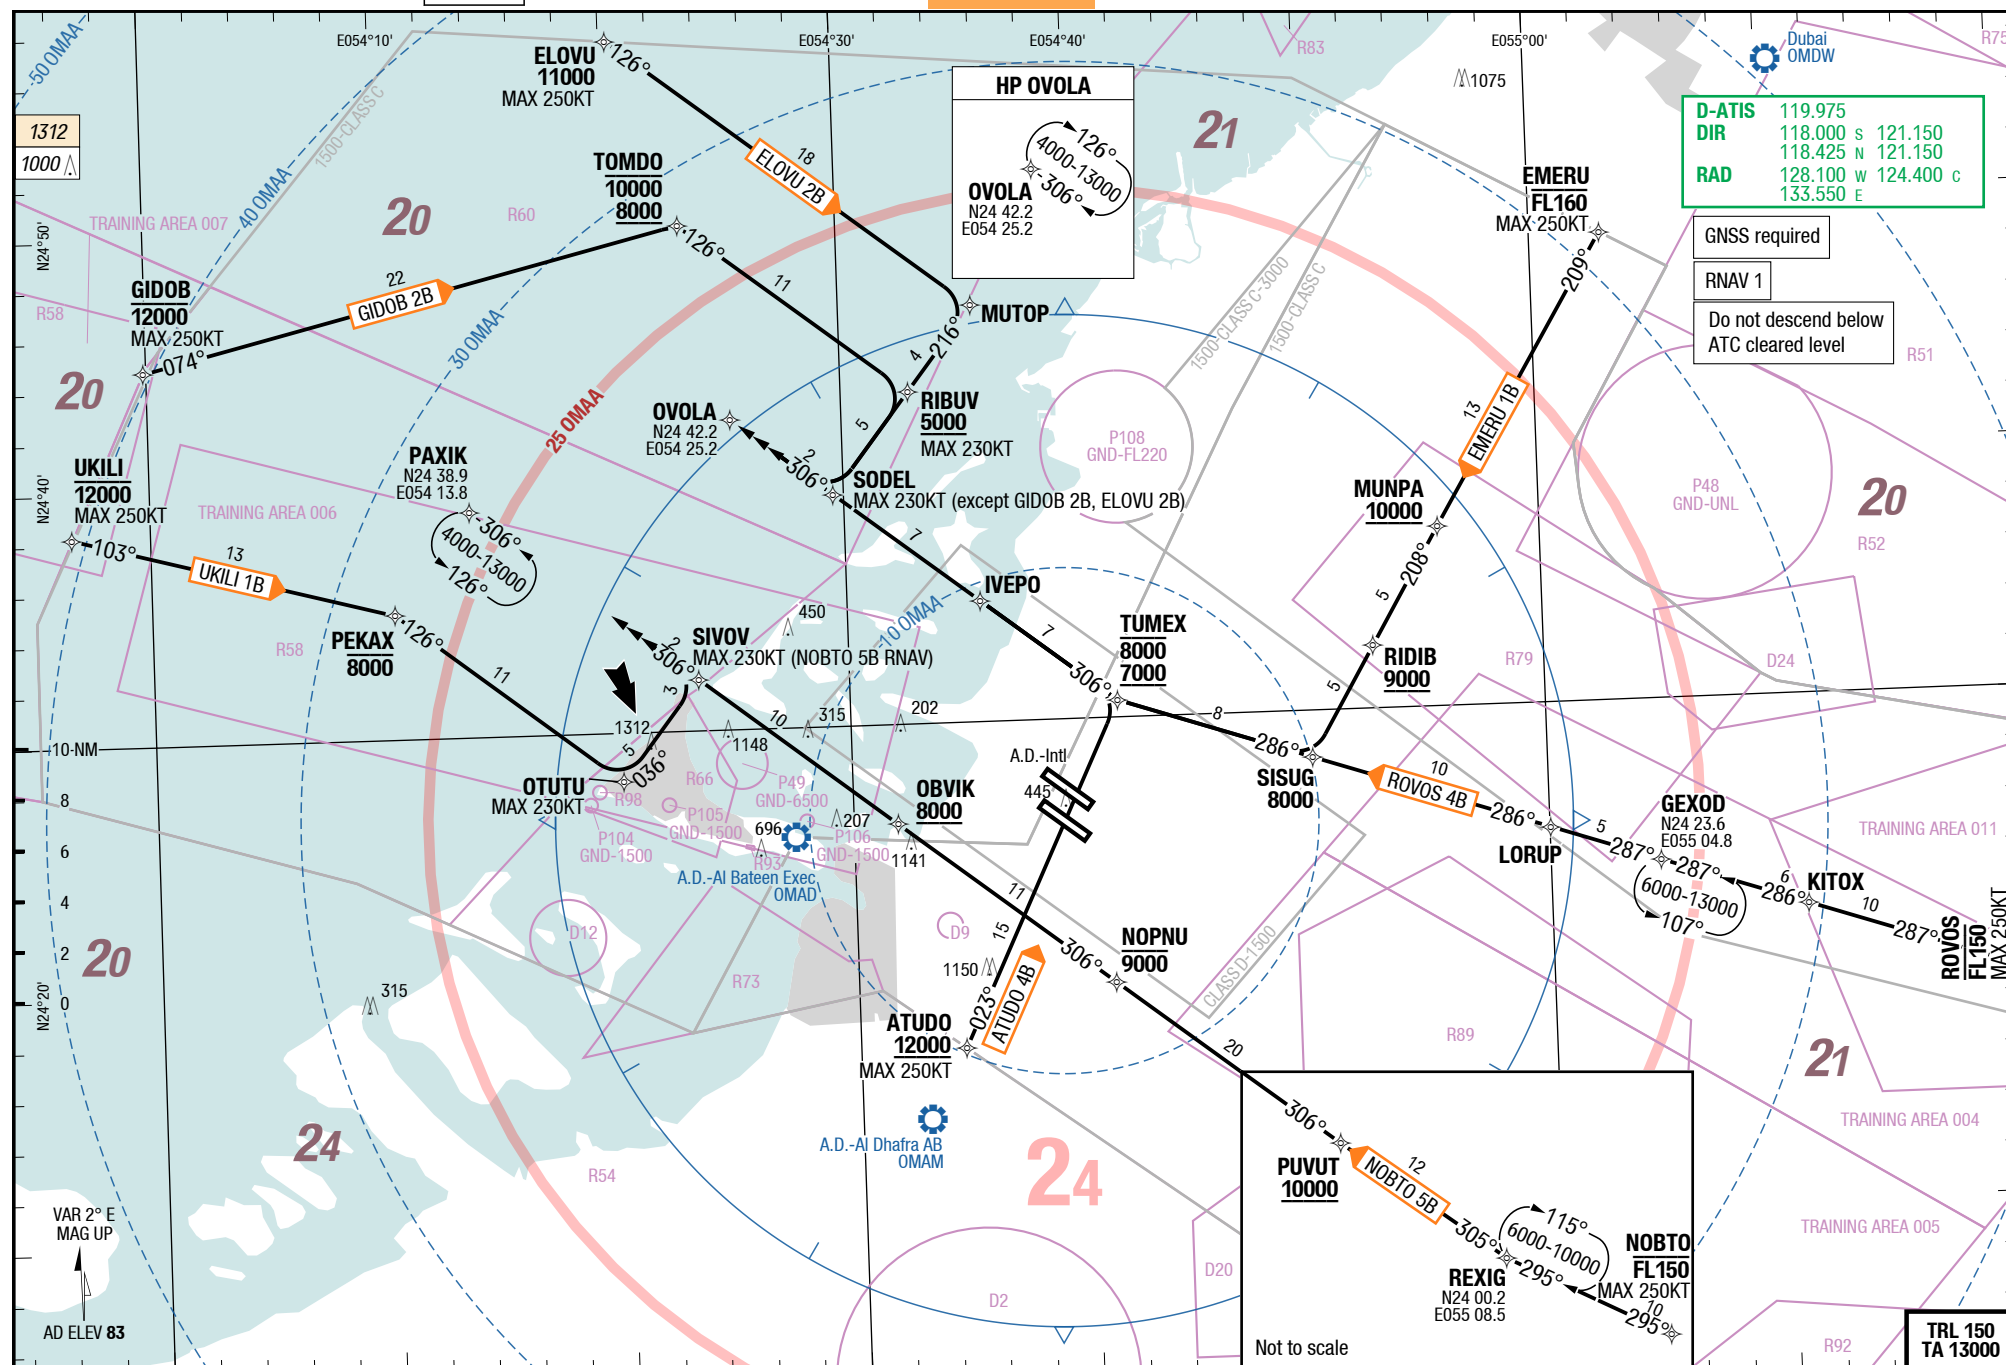 E054°10'
E054°30'
E054°40'
E055°00'
50 OMAA
40 OMAA
30 OMAA
25 OMAA
10 OMAA
1312
1000
1500-CLASS C
ELOVU
11000
MAX 250KT
126°
18
ELOVU 2B
HP OVOLA
126°
4000-13000
306°
OVOLA
N24 42.2
E054 25.2
R83
21
1075
Dubai
OMDW
R75
D-ATIS 119.975
DIR 118.000 S 121.150
118.425 N 121.150
RAD 128.100 W 124.400 C
133.550 E
GNSS required
RNAV 1
Do not descend below
ATC cleared level
TOMDO
10000
8000
126°
11
TRAINING AREA 007
20
R60
N24°50'
R58
GIDOB
12000
MAX 250KT
074°
22
GIDOB 2B
20
MUTOP
216°
4
RIBUV
5000
MAX 230KT
5
1500-CLASS C-3000
1500-CLASS C
EMERU
FL160
MAX 250KT
209°
13
EMERU 1B
R51
OVOLA
N24 42.2
E054 25.2
2
306°
SODEL
MAX 230KT (except GIDOB 2B, ELOVU 2B)
P108
GND-FL220
PAXIK
N24 38.9
E054 13.8
306°
4000-13000
126°
UKILI
12000
MAX 250KT
103°
13
UKILI 1B
N24°40'
TRAINING AREA 006
R58
PEKAX
8000
126°
11
7
IVEPO
7
306°
TUMEX
8000
7000
MUNPA
10000
208°
5
RIDIB
9000
5
P48
GND-UNL
20
R52
R79
D24
450
2
306°
SIVOV
MAX 230KT (NOBTO 5B RNAV)
3
10
315
202
1312
1148
5
036°
OTUTU
MAX 230KT
R98
R66
P49
GND-6500
P105
GND-1500
P104
GND-1500
207
P106
GND-1500
696
R93
A.D.-Al Bateen Exec
OMAD
1141
OBVIK
8000
A.D.-Intl
445
8
286°
SISUG
8000
10
ROVOS 4B
286°
LORUP
5
287°
GEXOD
N24 23.6
E055 04.8
287°
6000-13000
107°
6
286°
KITOX
10
287°
ROVOS
FL150
MAX 250KT
TRAINING AREA 011
10-NM
8
6
4
2
0
N24°20'
20
D12
315
R73
D9
1150
11
15
023°
ATUDO 4B
ATUDO
12000
MAX 250KT
306°
NOPNU
9000
CLASS D-1500
R89
21
20
TRAINING AREA 004
TRAINING AREA 005
24
24
R54
A.D.-Al Dhafra AB
OMAM
D2
D20
306°
PUVUT
10000
12
NOBTO 5B
305°
115°
6000-10000
295°
REXIG
N24 00.2
E055 08.5
NOBTO
FL150
MAX 250KT
10
295°
Not to scale
R92
VAR 2° E
MAG UP
AD ELEV 83
TRL 150
TA 13000